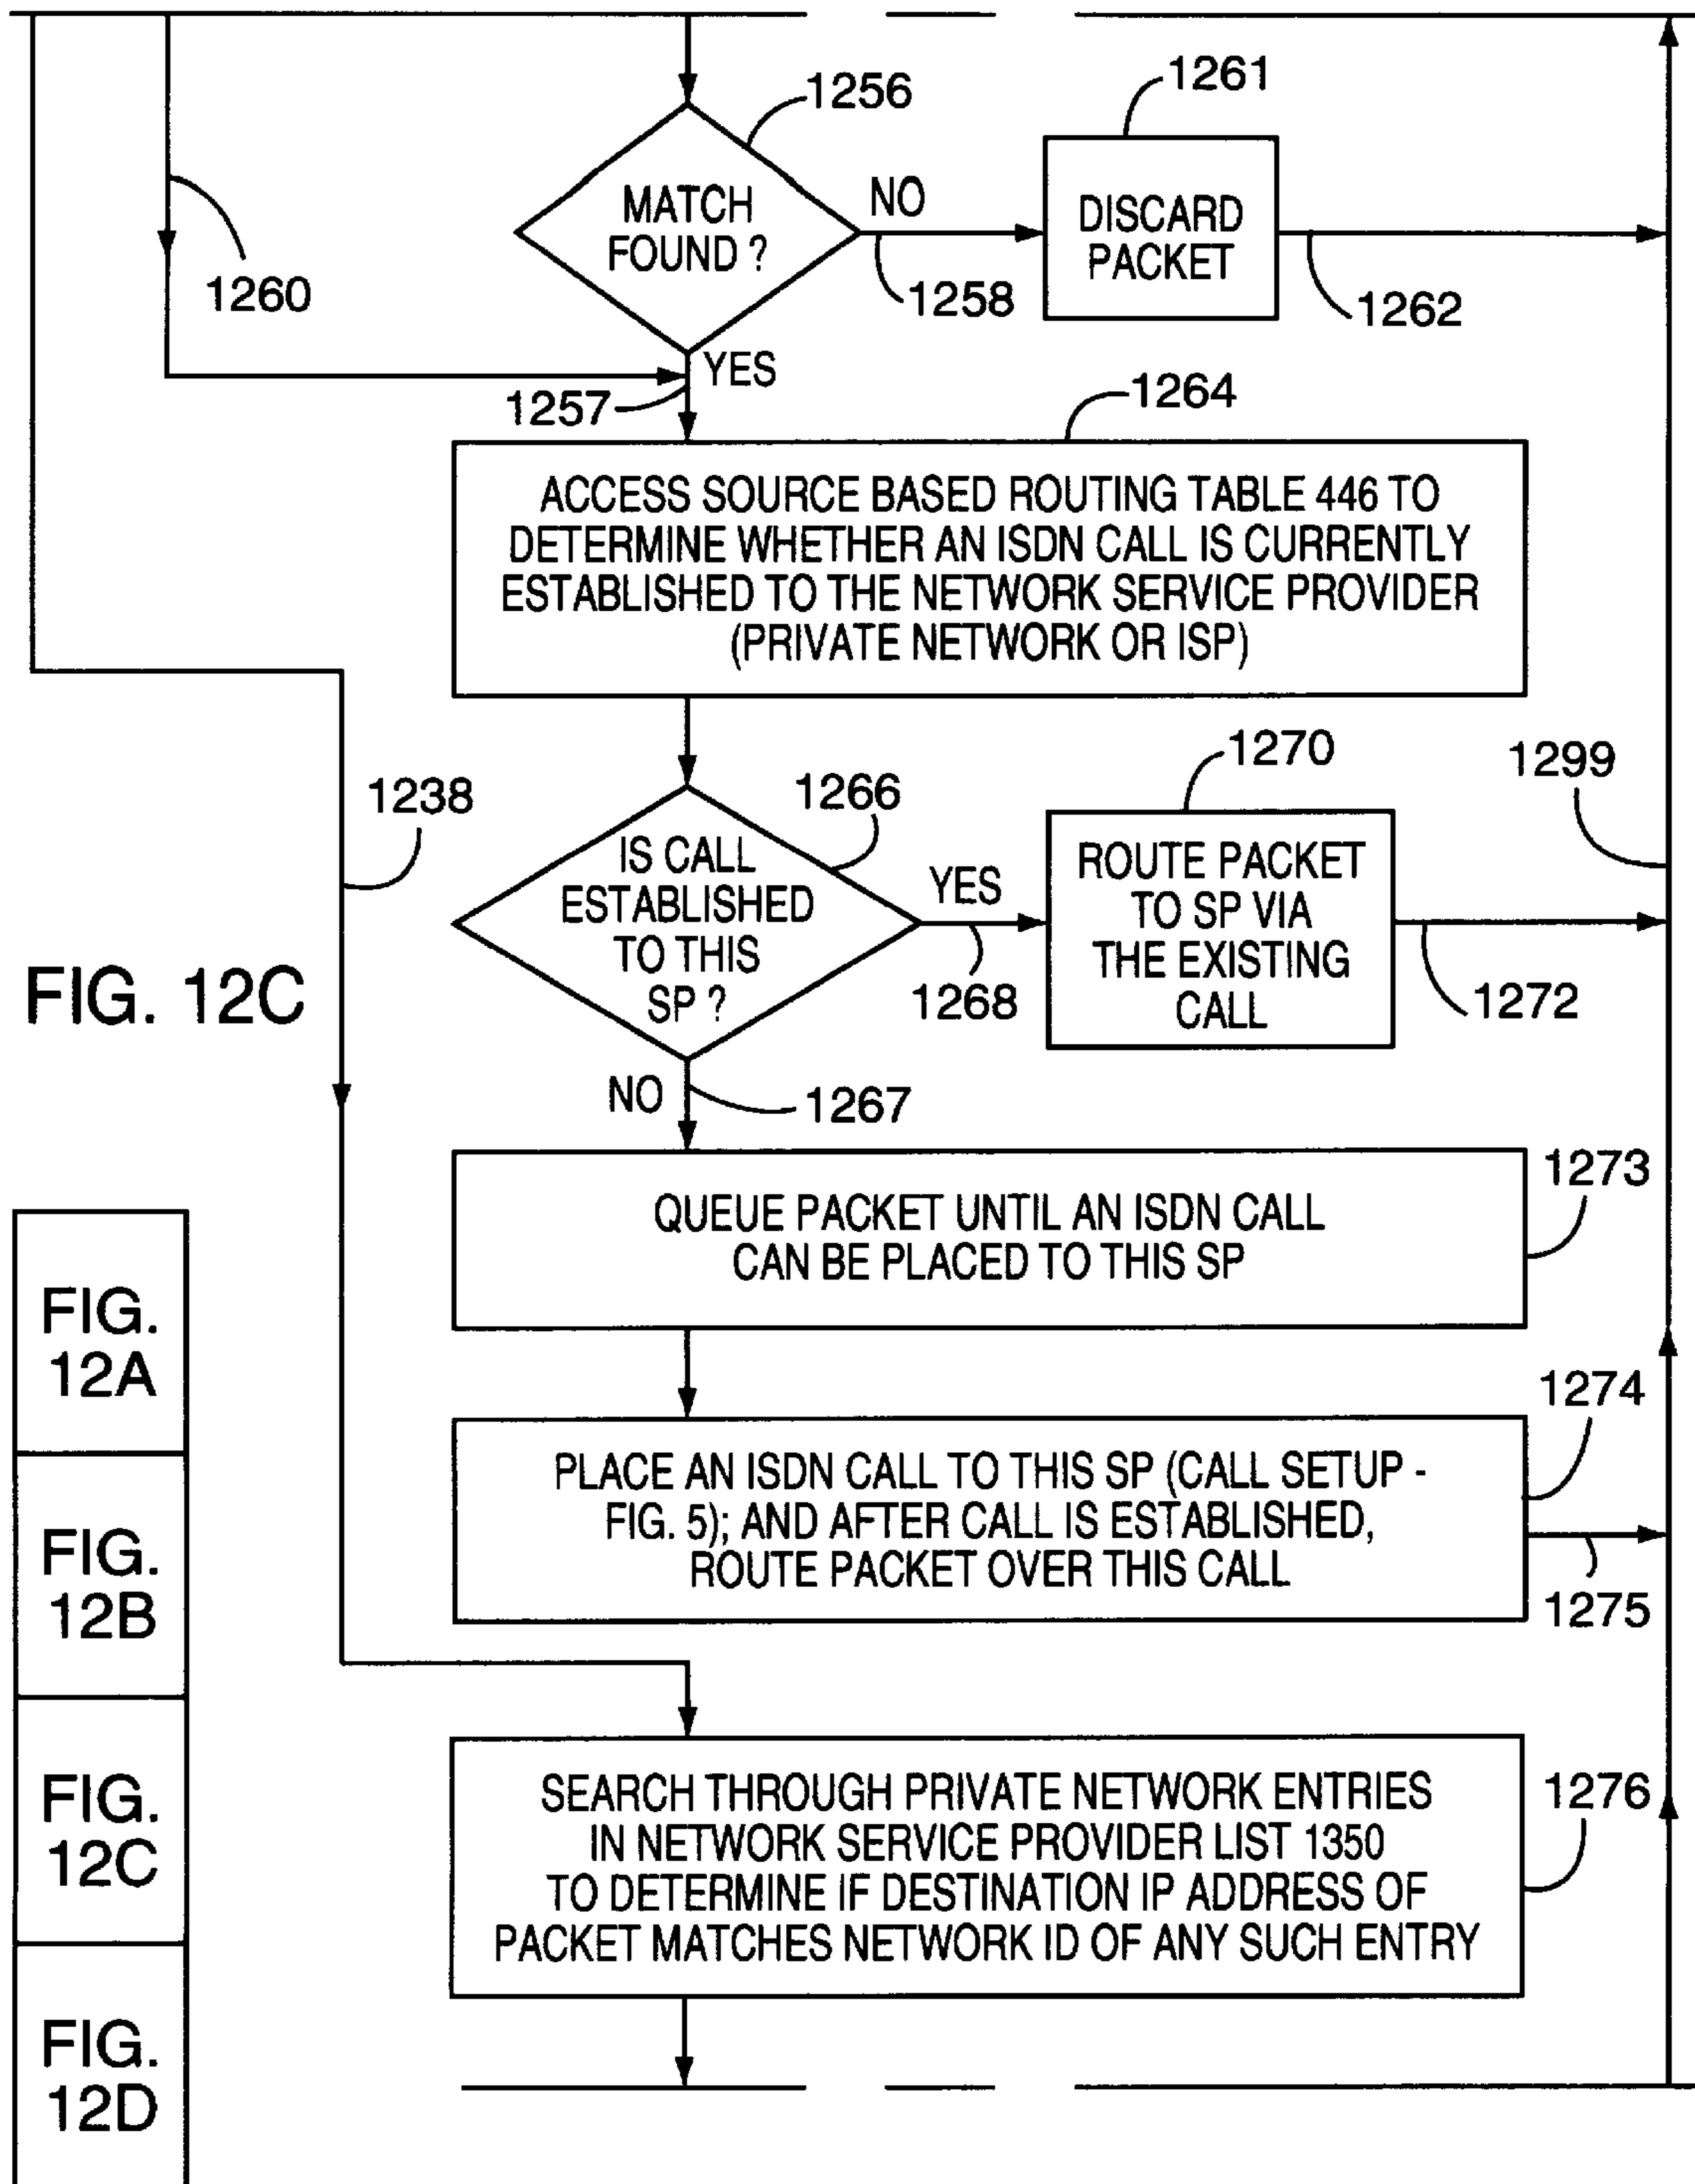 1256
1261
MATCH
FOUND ?
NO
DISCARD
PACKET
1260
1258
1262
YES
1257
1264
ACCESS SOURCE BASED ROUTING TABLE 446 TO
DETERMINE WHETHER AN ISDN CALL IS CURRENTLY
ESTABLISHED TO THE NETWORK SERVICE PROVIDER
(PRIVATE NETWORK OR ISP)
1238
1266
1270
1299
IS CALL
ESTABLISHED
TO THIS
SP ?
YES
ROUTE PACKET
TO SP VIA
THE EXISTING
CALL
1268
1272
FIG. 12C
NO
1267
1273
QUEUE PACKET UNTIL AN ISDN CALL
CAN BE PLACED TO THIS SP
1274
PLACE AN ISDN CALL TO THIS SP (CALL SETUP -
FIG. 5); AND AFTER CALL IS ESTABLISHED,
ROUTE PACKET OVER THIS CALL
1275
1276
SEARCH THROUGH PRIVATE NETWORK ENTRIES
IN NETWORK SERVICE PROVIDER LIST 1350
TO DETERMINE IF DESTINATION IP ADDRESS OF
PACKET MATCHES NETWORK ID OF ANY SUCH ENTRY
FIG.
12A
FIG.
12B
FIG.
12C
FIG.
12D